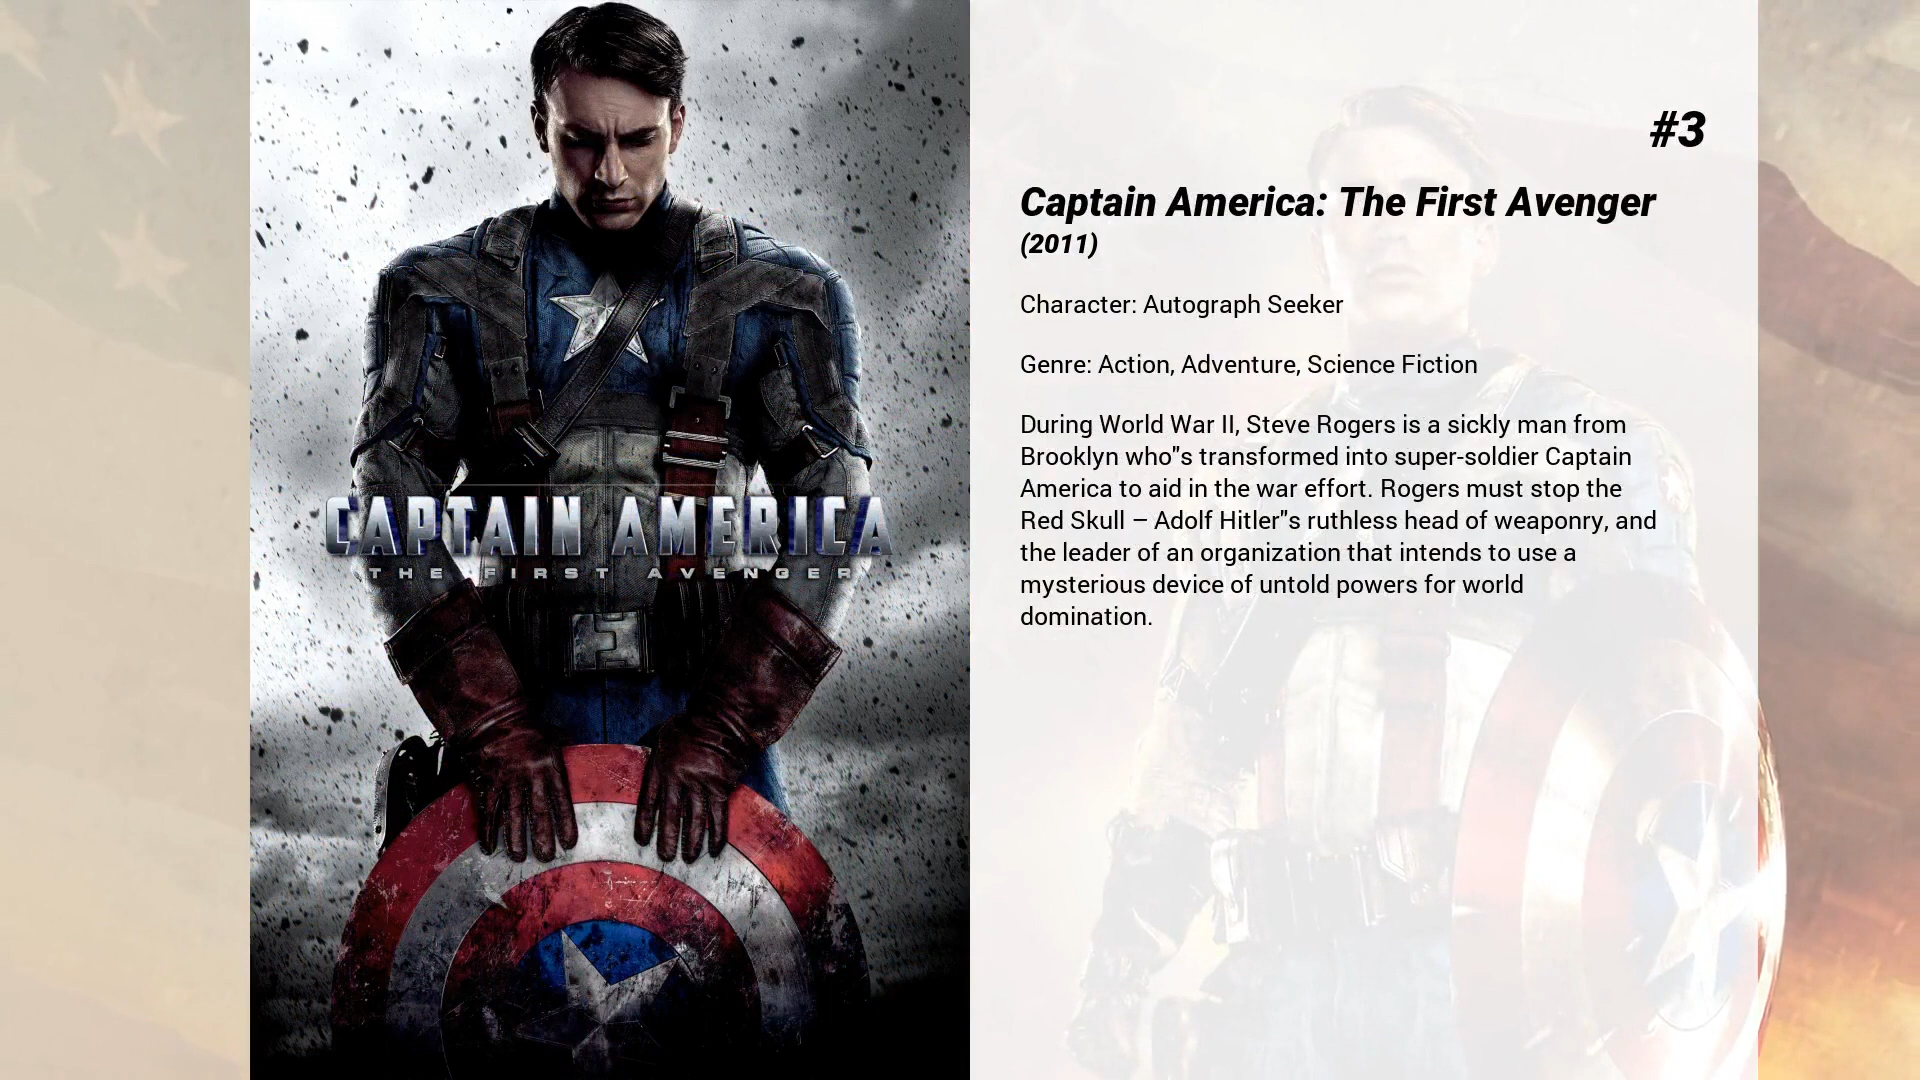 CAPTAIN AMERICA
THE FIRST AVENGER
#3
Captain America: The First Avenger
(2011)
Character: Autograph Seeker
Genre: Action, Adventure, Science Fiction
During World War II, Steve Rogers is a sickly man from
Brooklyn who"s transformed into super-soldier Captain
America to aid in the war effort. Rogers must stop the
Red Skull – Adolf Hitler"s ruthless head of weaponry, and
the leader of an organization that intends to use a
mysterious device of untold powers for world
domination.